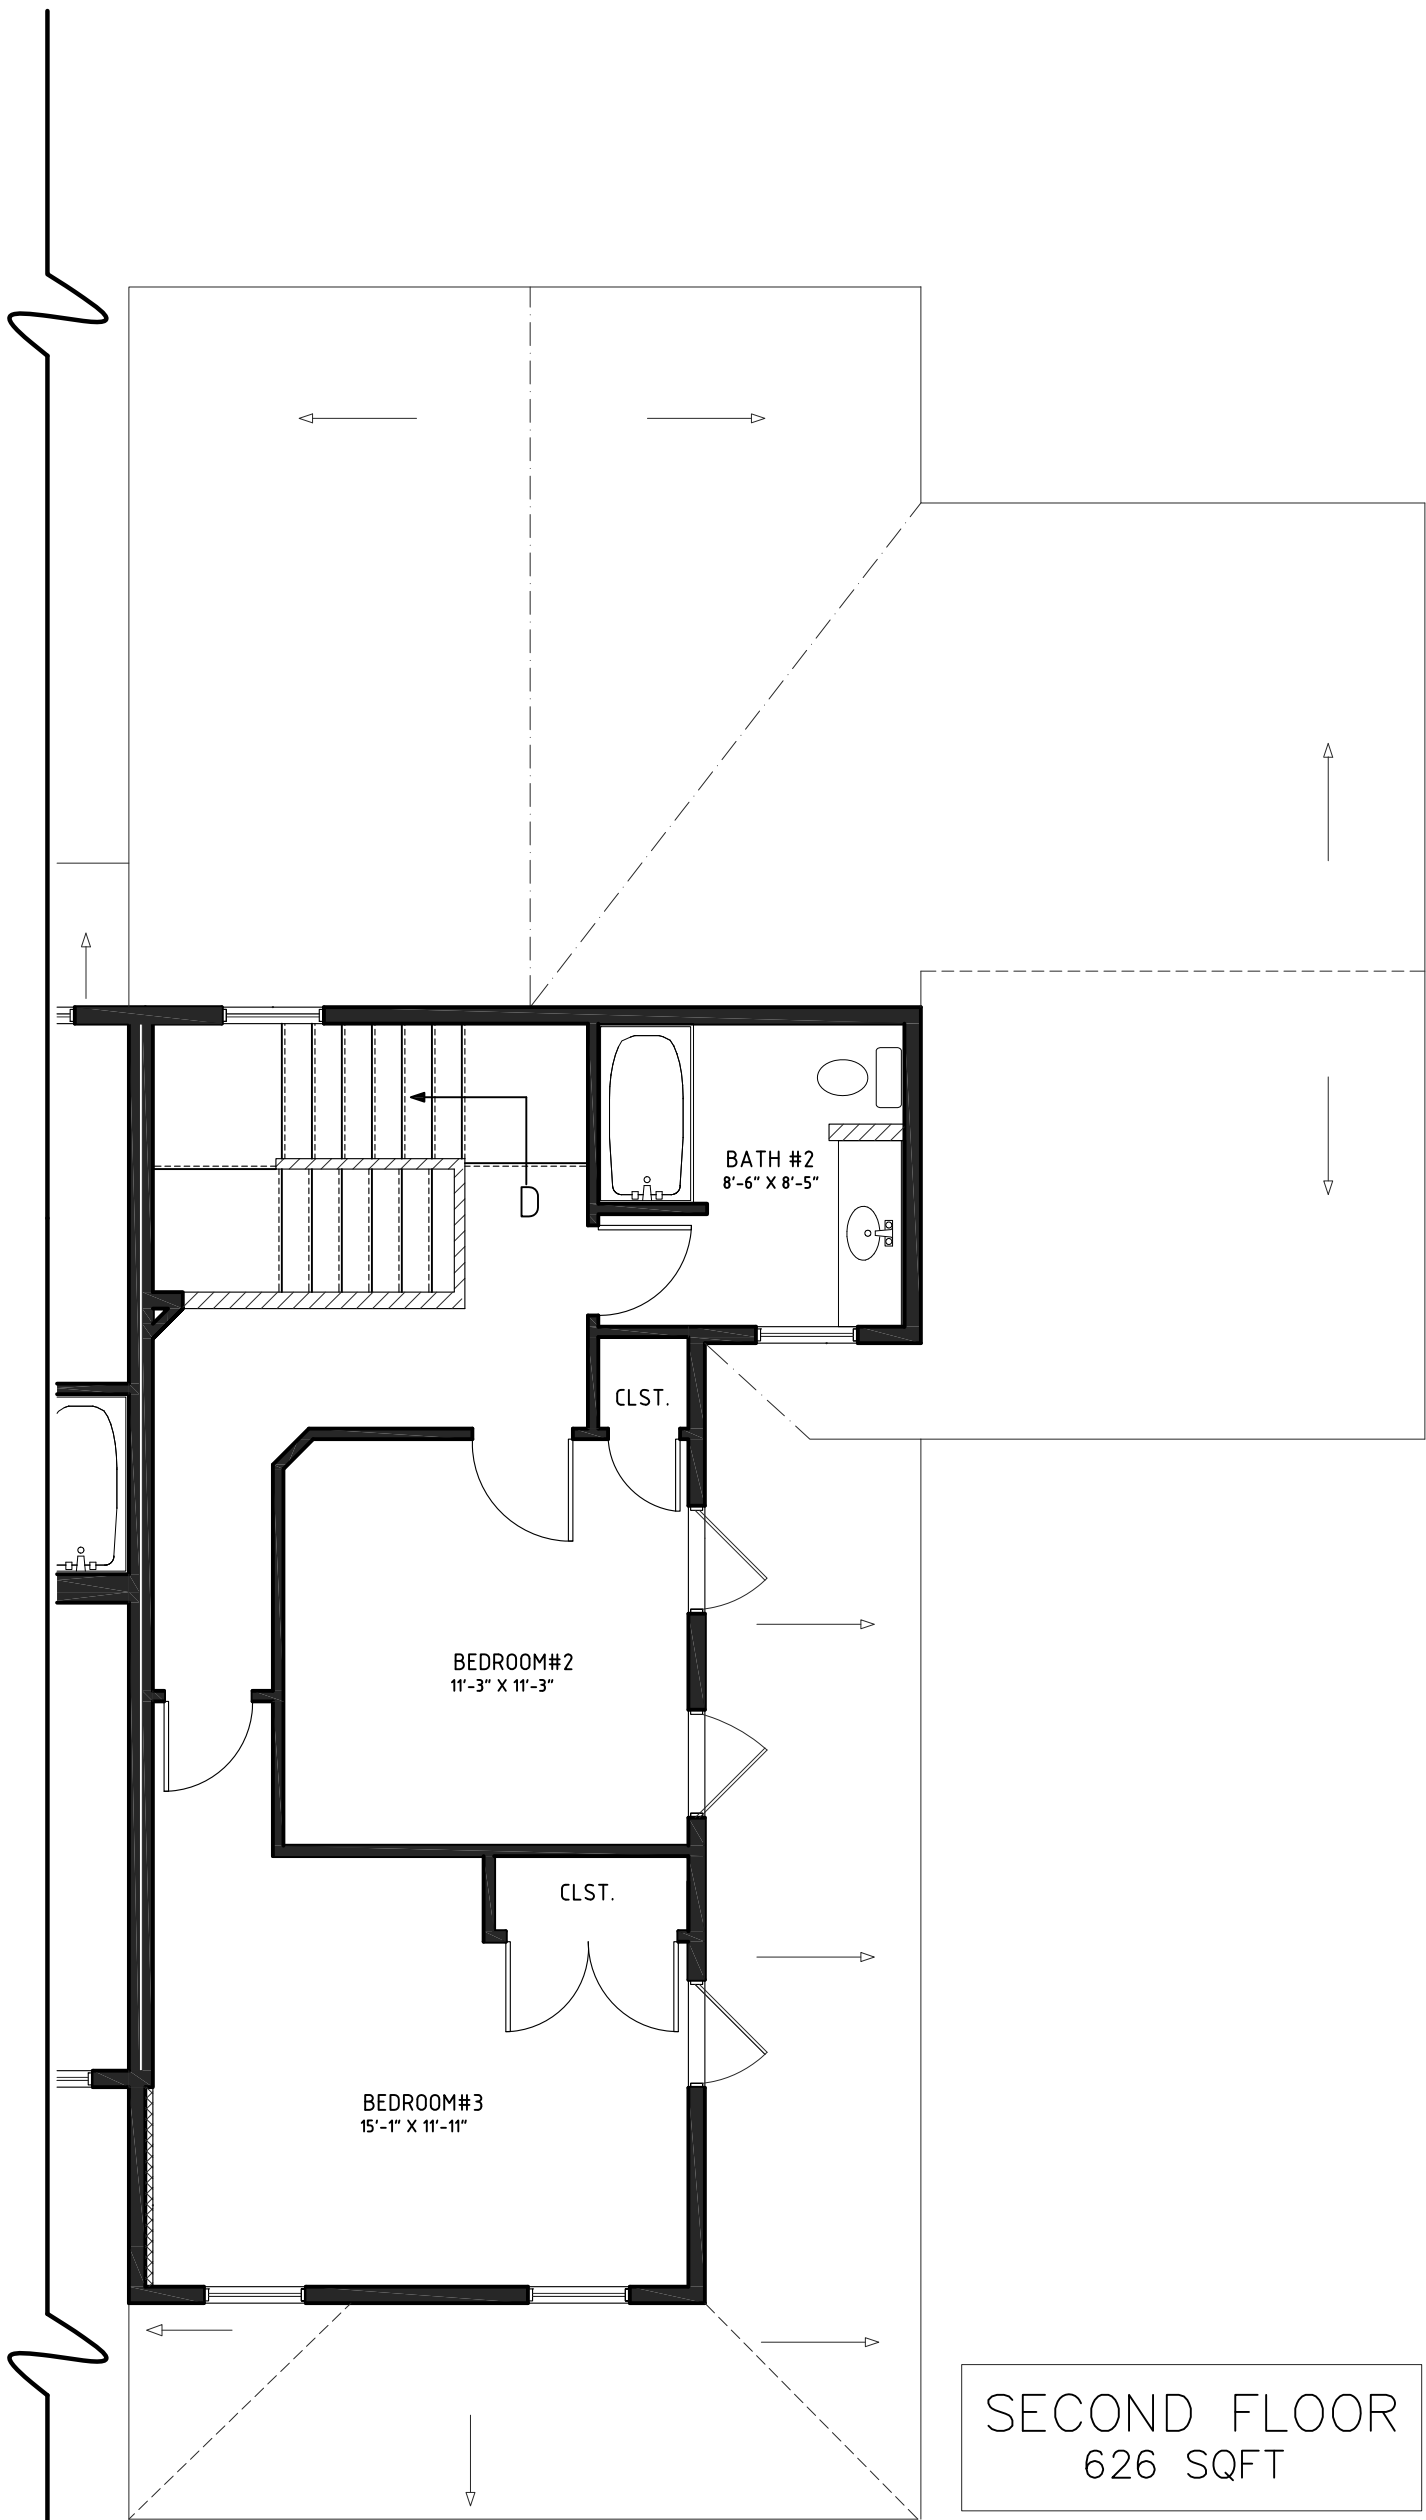 BATH #2
8'-6" X 8'-5"
D
CLST.
BEDROOM#2
11'-3" X 11'-3"
CLST.
BEDROOM#3
15'-1" X 11'-11"
SECOND FLOOR
626 SQFT